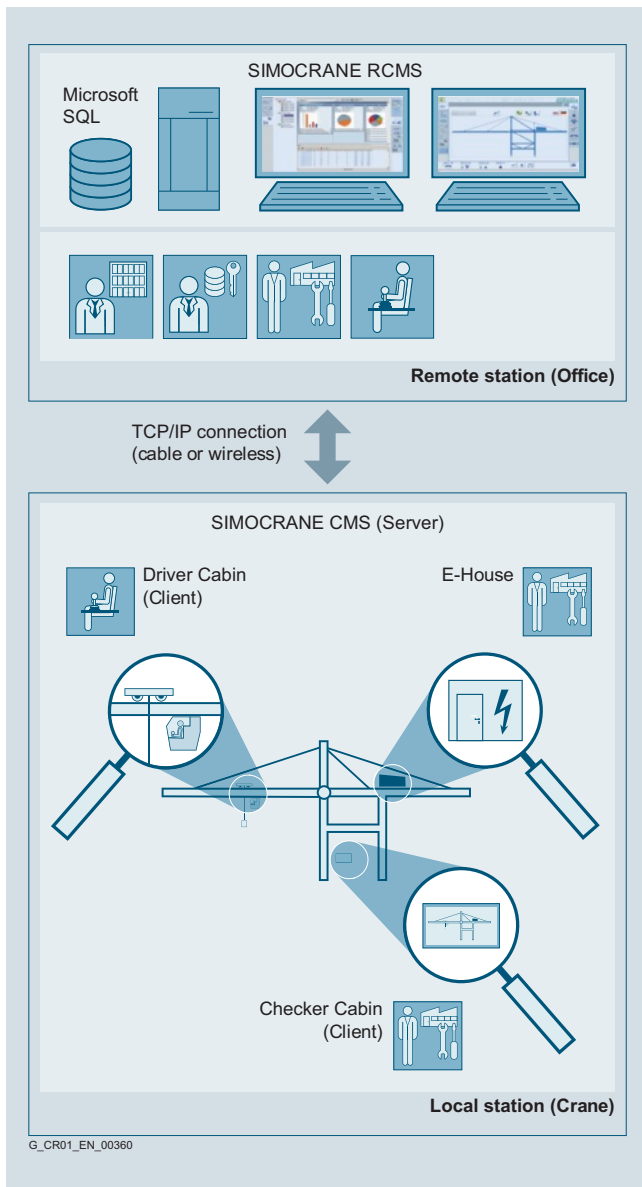 SIMOCRANE RCMS
Microsoft
SQL
Remote station (Office)
TCP/IP connection
(cable or wireless)
SIMOCRANE CMS (Server)
Driver Cabin
(Client)
E-House
Checker Cabin
(Client)
Local station (Crane)
G_CR01_EN_00360